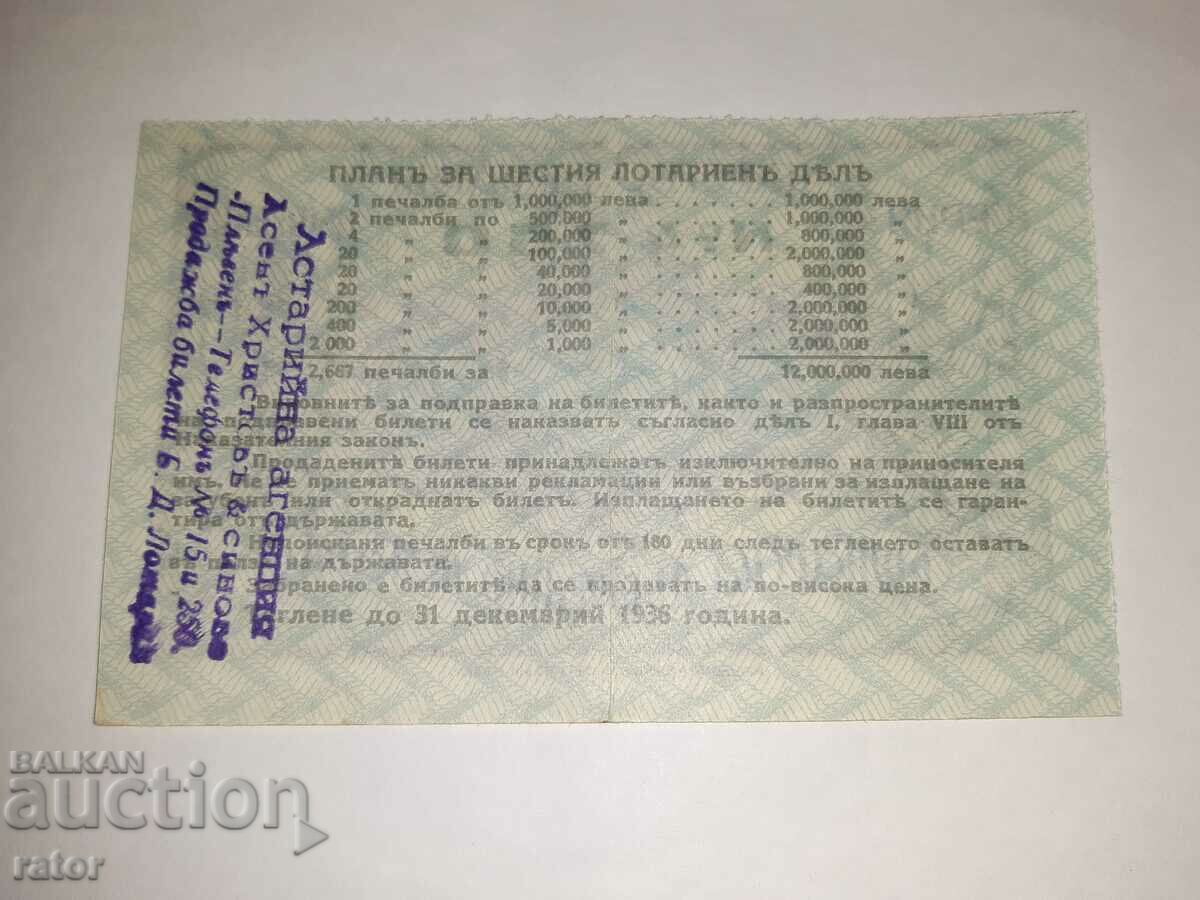 ПЛАНЪ ЗА ШЕСТИЯ ЛОТАРИЕНЪ ДѢЛЪ
1 печалба отъ 1,000,000 лева . . . . . . . 1,000,000 лева
2 печалби по 500,000 „ . . . . . . . 1,000,000 „
4 „ „ 200,000 „ . . . . . . . 800,000 „
20 „ „ 100,000 „ . . . . . . . 2,000,000 „
20 „ „ 40,000 „ . . . . . . . 800,000 „
20 „ „ 20,000 „ . . . . . . . 400,000 „
200 „ „ 10,000 „ . . . . . . . 2,000,000 „
400 „ „ 5,000 „ . . . . . . . 2,000,000 „
2 000 „ „ 1,000 „ . . . . . . . 2,000,000 „
2,667 печалби за 12,000,000 лева
Виновнитѣ за подправка на билетитѣ, както и разпространителитѣ
на подправени билети се наказватъ съгласно дѣлъ I, глава VIII отъ
Наказателния законъ.
Продаденитѣ билети принадлежатъ изключително на приносителя
имъ. Не се приематъ никакви рекламации или възбрани за изплащане на
загубенъ или откраднатъ билетъ. Изплащането на билетитѣ се гаран-
тира отъ държавата.
Непоискани печалби въ срокъ отъ 180 дни следъ тегленето оставатъ
въ полза на държавата.
Забранено е билетитѣ да се продаватъ на по-висока цена.
Теглене до 31 декемврий 1936 година.
Лотарийна агенция
Асенъ Христовъ & синове
Плѣвенъ — Телефонъ № 15 и
Продажба билети Б. Д. Лотария
BALKAN
auction
rator